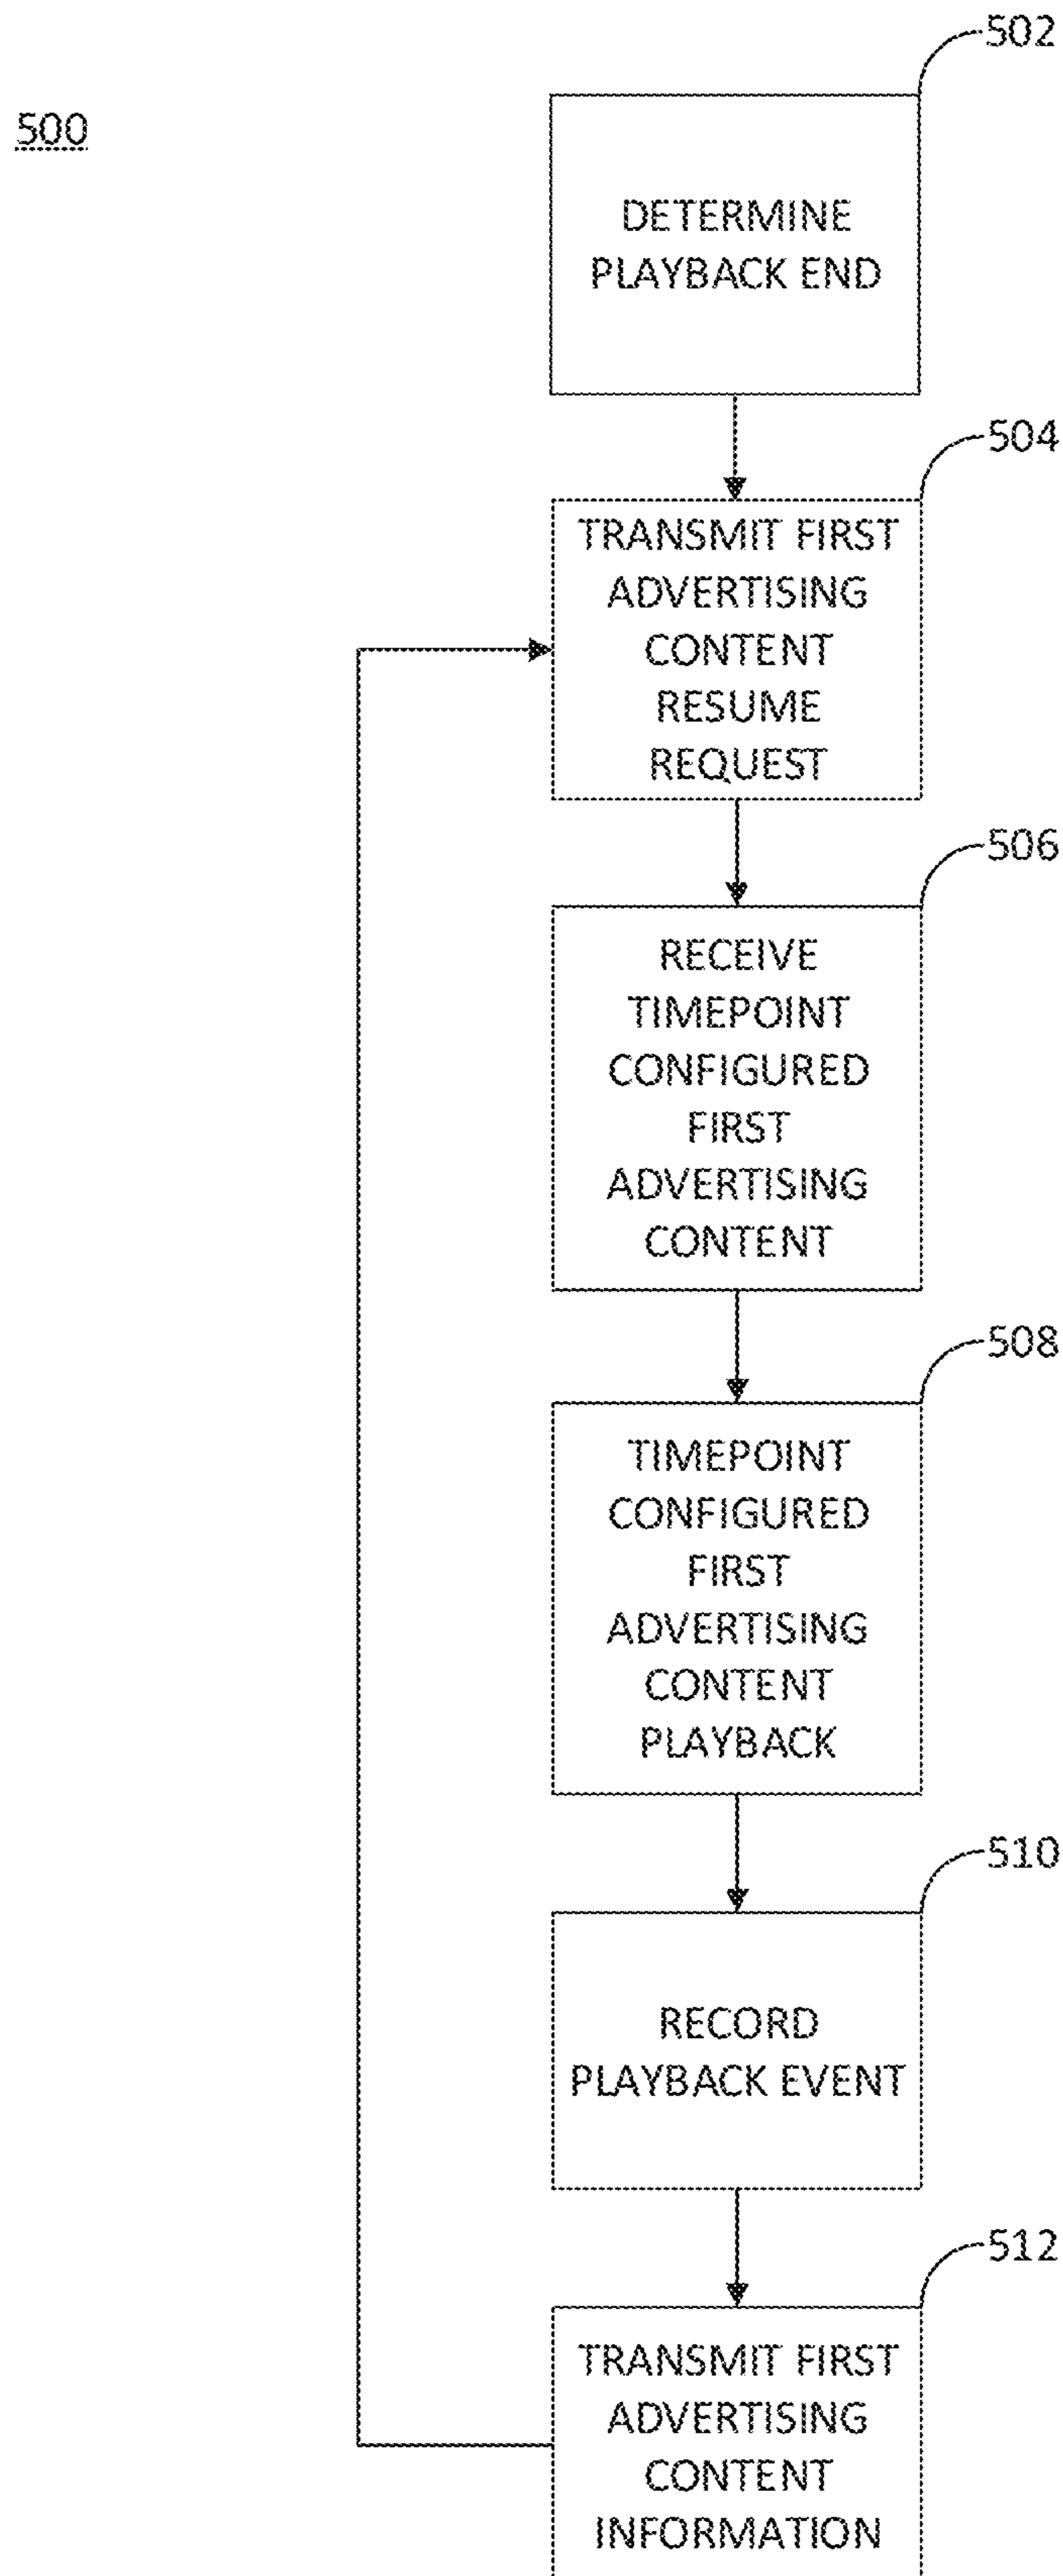 502
500
DETERMINE
PLAYBACK END
504
TRANSMIT FIRST
ADVERTISING
CONTENT
RESUME
REQUEST
506
RECEIVE
TIMEPOINT
CONFIGURED
FIRST
ADVERTISING
CONTENT
508
TIMEPOINT
CONFIGURED
FIRST
ADVERTISING
CONTENT
PLAYBACK
510
RECORD
PLAYBACK EVENT
512
TRANSMIT FIRST
ADVERTISING
CONTENT
INFORMATION